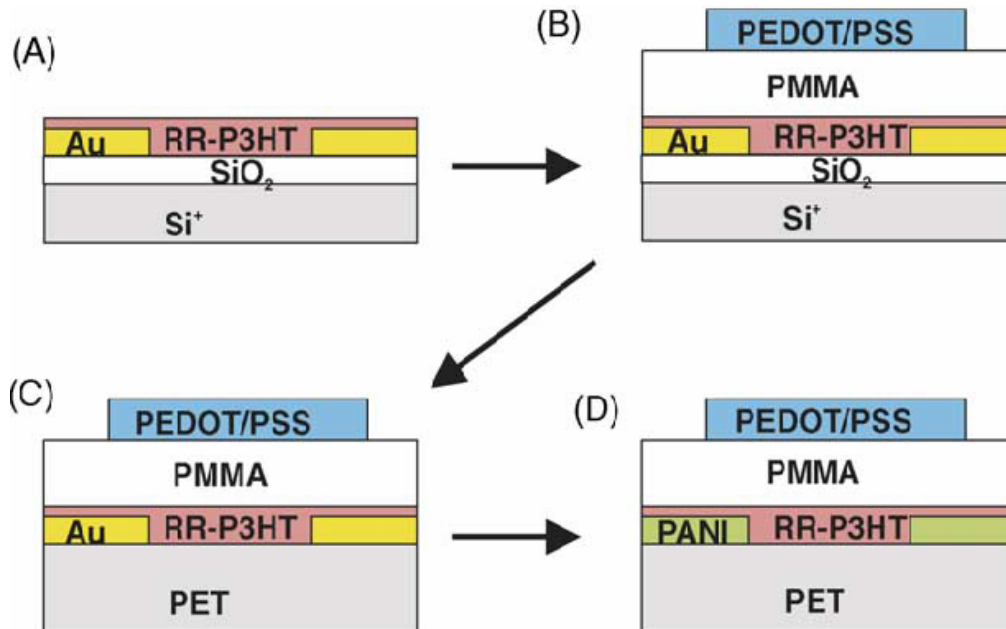 (A)
Au
RR-P3HT
SiO₂
Si⁺
(B)
PEDOT/PSS
PMMA
Au
RR-P3HT
SiO₂
Si⁺
(C)
PEDOT/PSS
PMMA
Au
RR-P3HT
PET
(D)
PEDOT/PSS
PMMA
PANI
RR-P3HT
PET